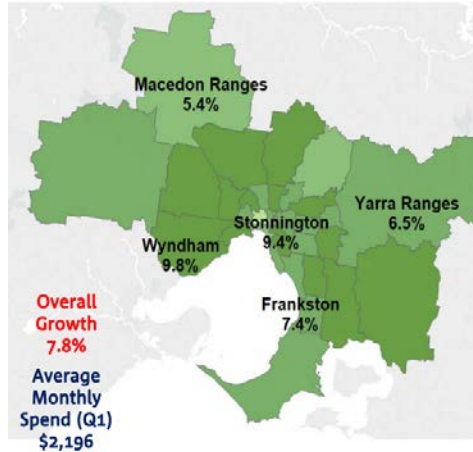 Macedon Ranges
5.4%
Yarra Ranges
6.5%
Stonnington
9.4%
Wyndham
9.8%
Frankston
7.4%
Overall
Growth
7.8%
Average
Monthly
Spend (Q1)
$2,196